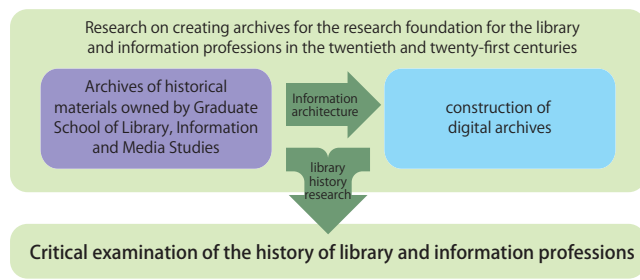 Research on creating archives for the research foundation for the library
and information professions in the twentieth and twenty-first centuries
Archives of historical
materials owned by Graduate
School of Library, Information
and Media Studies
Information
architecture
construction of
digital archives
library
history
research
Critical examination of the history of library and information professions